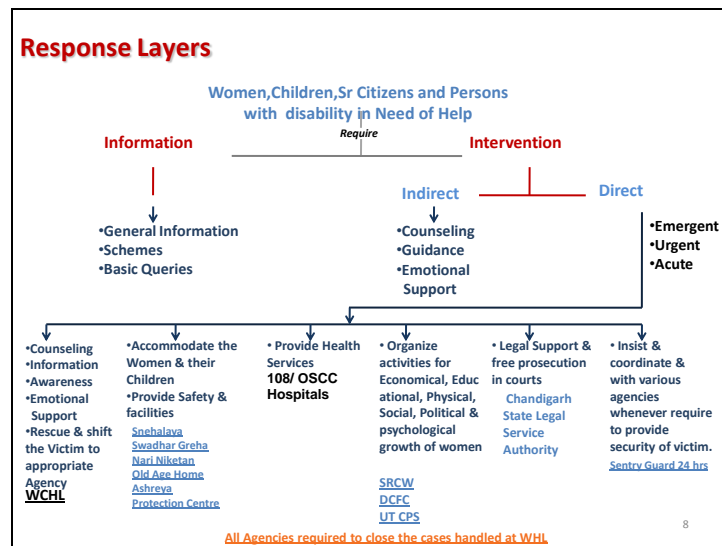 Response Layers
Women,Children,Sr Citizens and Persons
with disability in Need of Help
Require
Information
Intervention
Indirect
Direct
•General Information
•Schemes
•Basic Queries
•Counseling
•Guidance
•Emotional
Support
•Emergent
•Urgent
•Acute
•Counseling
•Information
•Awareness
•Emotional
Support
•Rescue & shift
the Victim to
appropriate
Agency
WCHL
•Accommodate the
Women & their
Children
•Provide Safety &
facilities
Snehalaya
Swadhar Greha
Nari Niketan
Old Age Home
Ashreya
Protection Centre
• Provide Health
Services
108/ OSCC
Hospitals
• Organize
activities for
Economical, Educ
ational, Physical,
Social, Political &
psychological
growth of women
SRCW
DCFC
UT CPS
• Legal Support &
free prosecution
in courts
Chandigarh
State Legal
Service
Authority
• Insist &
coordinate &
with various
agencies
whenever require
to provide
security of victim.
Sentry Guard 24 hrs
All Agencies required to close the cases handled at WHL
8